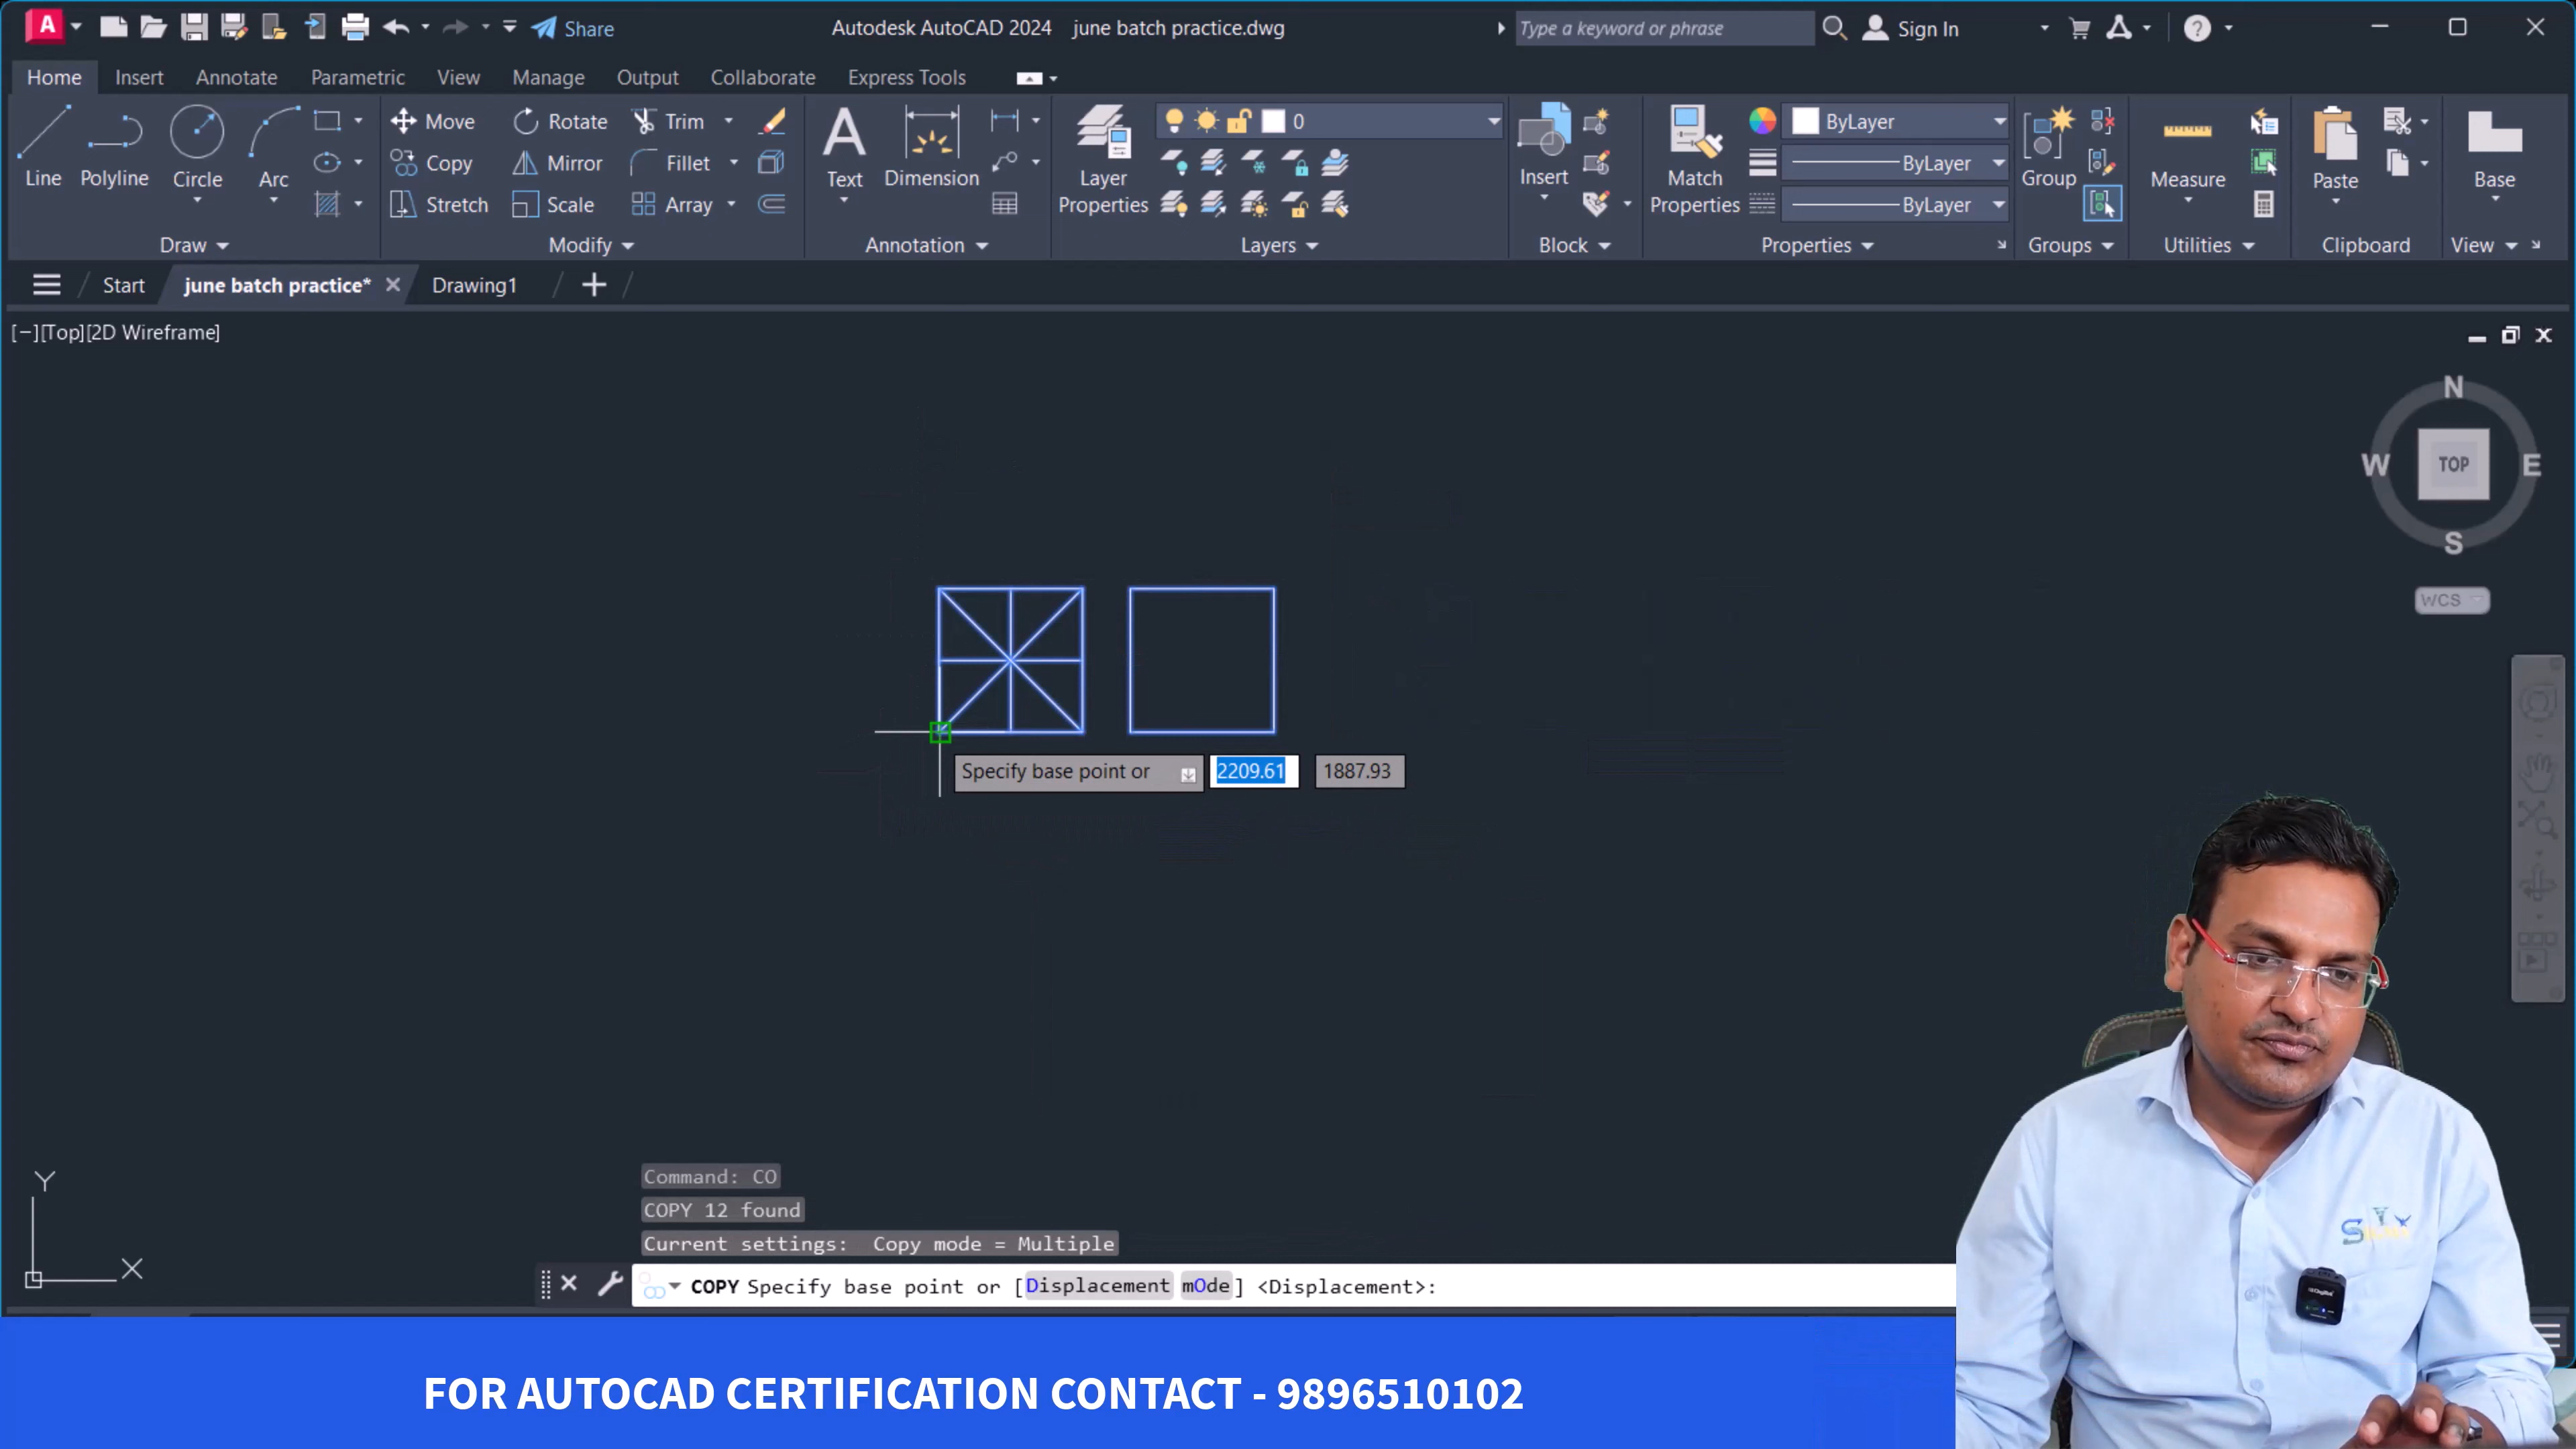 A Share Autodesk AutoCAD 2024 june batch practice.dwg Type a keyword or phrase Sign In ?
Home Insert Annotate Parametric View Manage Output Collaborate Express Tools
Line Polyline Circle Arc
Move Rotate Trim
Copy Mirror Fillet
Stretch Scale Array
A Text Dimension
Layer Properties
0
Insert
Match Properties
ByLayer
ByLayer
ByLayer
Group
Measure
Paste
Base
Draw Modify Annotation Layers Block Properties Groups Utilities Clipboard View
Start june batch practice* Drawing1
[−][Top][2D Wireframe]
N
W TOP E
S
WCS
Specify base point or 2209.61 1887.93
Y
X
Command: CO
COPY 12 found
Current settings: Copy mode = Multiple
COPY Specify base point or [Displacement mOde] <Displacement>:
FOR AUTOCAD CERTIFICATION CONTACT - 9896510102